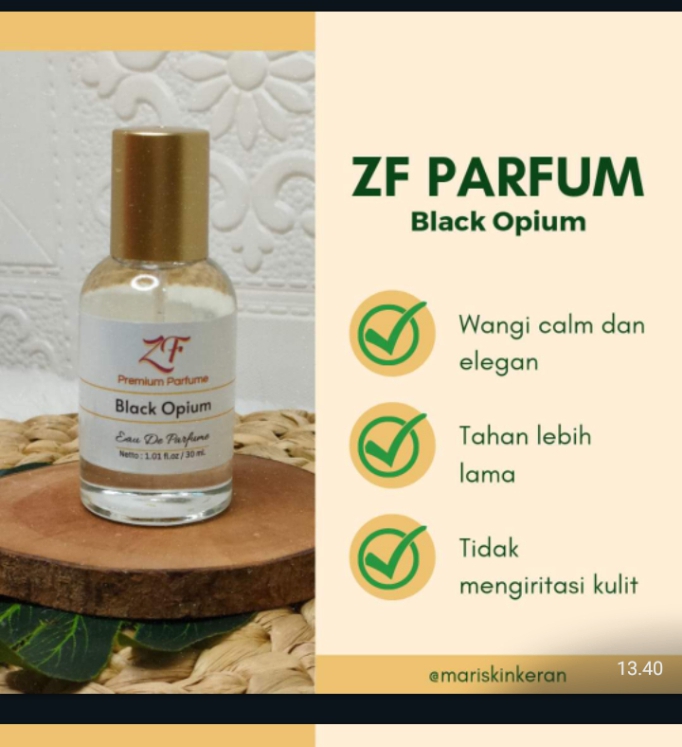 ZF
Premium Parfume
Black Opium
Eau De Parfume
Netto : 1.01 fl.oz / 30 mL
ZF PARFUM
Black Opium
Wangi calm dan
elegan
Tahan lebih
lama
Tidak
mengiritasi kulit
@mariskinkeran
13.40